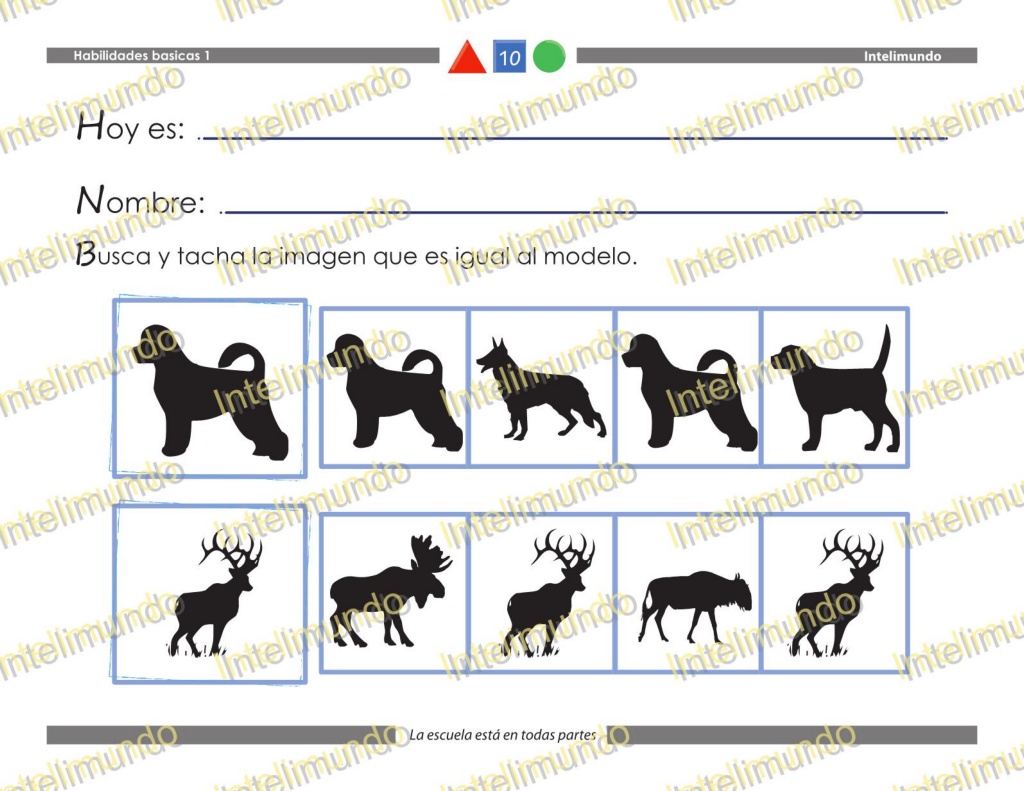 Habilidades basicas 1
10
Intelimundo
Hoy es:
Nombre:
Busca y tacha la imagen que es igual al modelo.
La escuela está en todas partes
Intelimundo